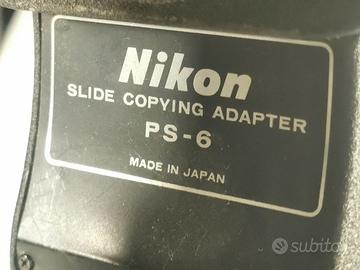 Nikon
SLIDE COPYING ADAPTER
PS-6
MADE IN JAPAN
subito